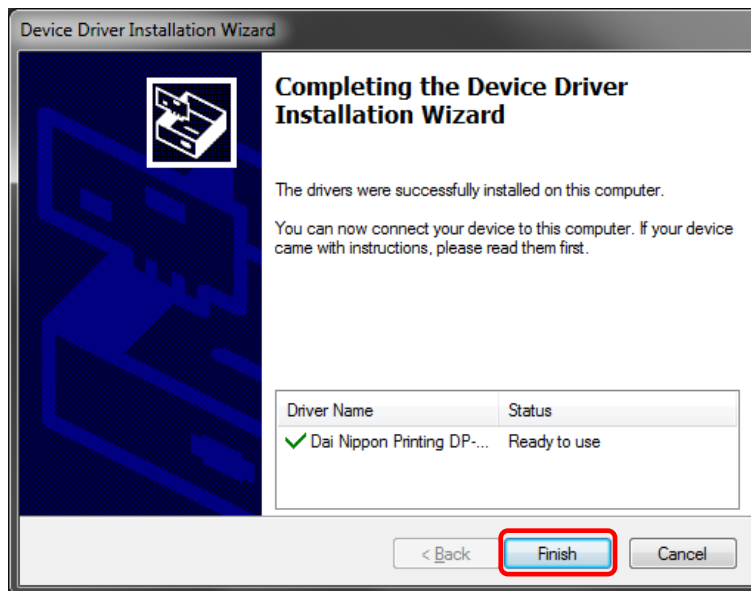 Device Driver Installation Wizard
Completing the Device Driver
Installation Wizard
The drivers were successfully installed on this computer.
You can now connect your device to this computer. If your device
came with instructions, please read them first.
Driver Name Status
Dai Nippon Printing DP-... Ready to use
< Back Finish Cancel